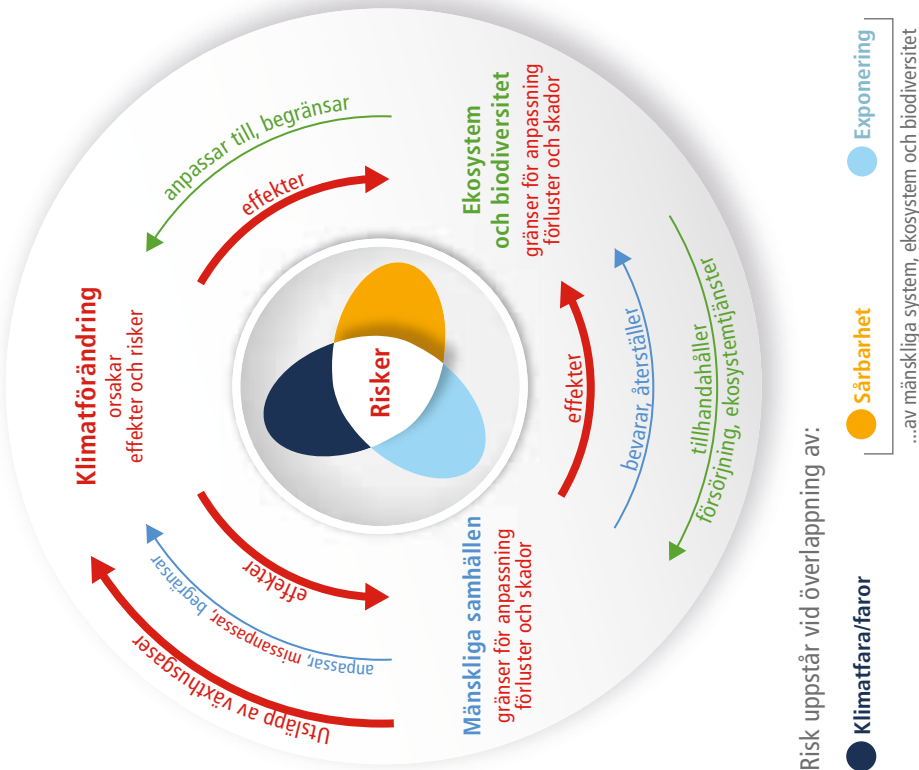 Klimatförändring
orsakar
effekter och risker
anpassar till, begränsar
effekter
Utsläpp av växthusgaser
anpassar, missanpassar, begränsar
effekter
Risker
Mänskliga samhällen
gränser för anpassning
förluster och skador
Ekosystem
och biodiversitet
gränser för anpassning
förluster och skador
effekter
bevarar, återställer
tillhandahåller
försörjning, ekosystemtjänster
Risk uppstår vid överlappning av:
Klimatfara/faror
Sårbarhet
Exponering
...av mänskliga system, ekosystem och biodiversitet